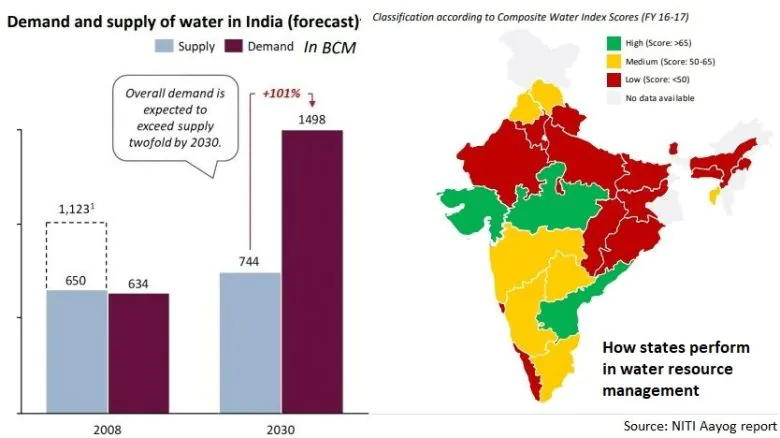 Demand and supply of water in India (forecast)
Supply
Demand
In BCM
Overall demand is
expected to
exceed supply
twofold by 2030.
+101%
1498
1,123¹
650
634
744
2008
2030
Classification according to Composite Water Index Scores (FY 16-17)
High (Score: >65)
Medium (Score: 50-65)
Low (Score: <50)
No data available
How states perform
in water resource
management
Source: NITI Aayog report